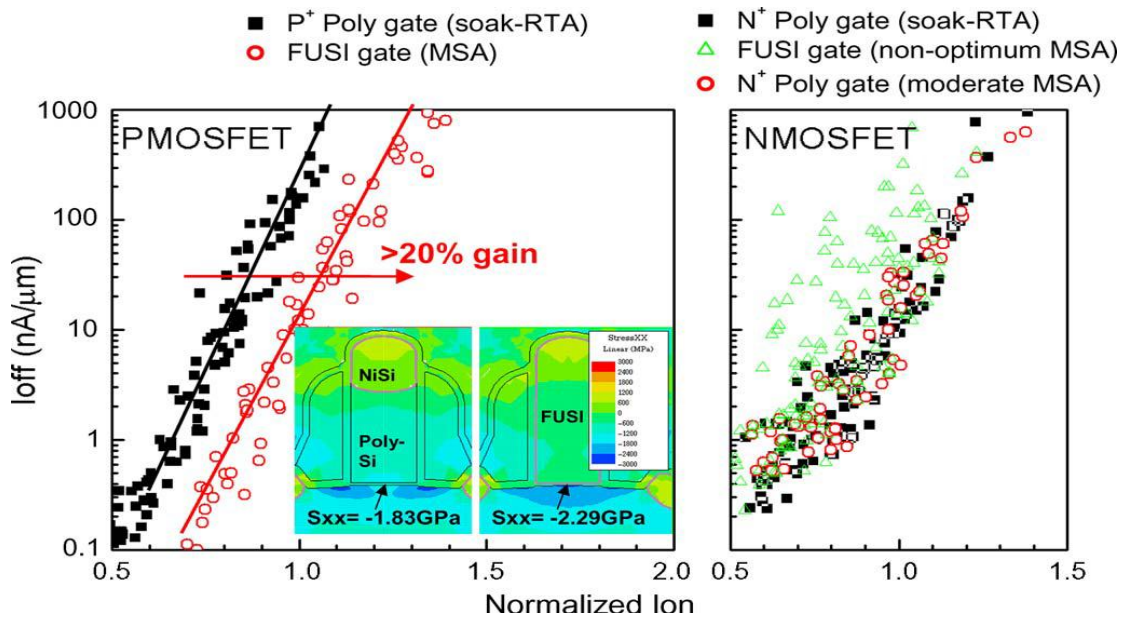 P+ Poly gate (soak-RTA)
FUSI gate (MSA)
N+ Poly gate (soak-RTA)
FUSI gate (non-optimum MSA)
N+ Poly gate (moderate MSA)
1000
100
10
1
0.1
Ioff (nA/μm)
PMOSFET
>20% gain
NiSi
Poly-
Si
Sxx= -1.83GPa
FUSI
Sxx= -2.29GPa
StressXX
Linear (MPa)
3000
2400
1800
1200
600
0
-600
-1200
-1800
-2400
-3000
0.5
1.0
1.5
2.0
NMOSFET
0.5
1.0
1.5
Normalized Ion